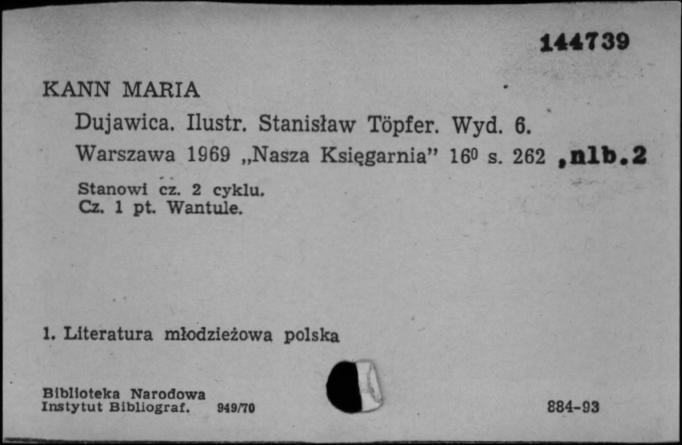 144739
KANN MARIA
Dujawica. Ilustr. Stanisław Töpfer. Wyd. 6.
Warszawa 1969 „Nasza Księgarnia” 16⁰ s. 262 ,nlb.2
Stanowi cz. 2 cyklu.
Cz. 1 pt. Wantule.
1. Literatura młodzieżowa polska
Biblioteka Narodowa
Instytut Bibliograf. 949/70
884-93